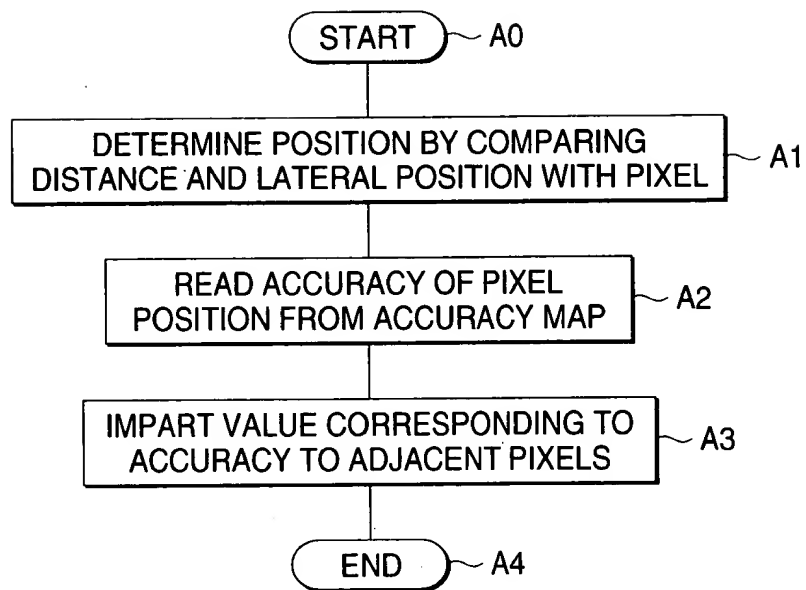 START
A0
DETERMINE POSITION BY COMPARING
DISTANCE AND LATERAL POSITION WITH PIXEL
A1
READ ACCURACY OF PIXEL
POSITION FROM ACCURACY MAP
A2
IMPART VALUE CORRESPONDING TO
ACCURACY TO ADJACENT PIXELS
A3
END
A4